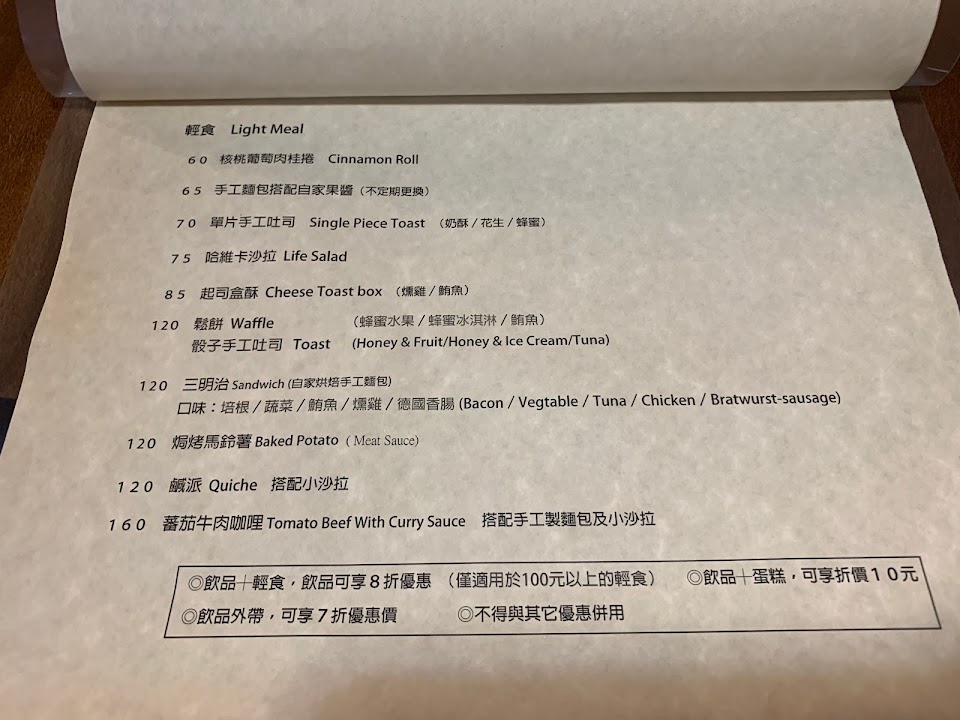 輕食 Light Meal
60 核桃葡萄肉桂捲 Cinnamon Roll
65 手工麵包搭配自家果醬（不定期更換）
70 單片手工吐司 Single Piece Toast （奶酥 / 花生 / 蜂蜜）
75 哈維卡沙拉 Life Salad
85 起司盒酥 Cheese Toast box （燻雞 / 鮪魚）
120 鬆餅 Waffle （蜂蜜水果 / 蜂蜜冰淇淋 / 鮪魚）
骰子手工吐司 Toast (Honey & Fruit/Honey & Ice Cream/Tuna)
120 三明治 Sandwich (自家烘焙手工麵包)
口味：培根 / 蔬菜 / 鮪魚 / 燻雞 / 德國香腸 (Bacon / Vegtable / Tuna / Chicken / Bratwurst-sausage)
120 焗烤馬鈴薯 Baked Potato ( Meat Sauce)
120 鹹派 Quiche 搭配小沙拉
160 蕃茄牛肉咖哩 Tomato Beef With Curry Sauce 搭配手工製麵包及小沙拉
◎飲品＋輕食，飲品可享８折優惠 （僅適用於100元以上的輕食） ◎飲品＋蛋糕，可享折價１０元
◎飲品外帶，可享７折優惠價 ◎不得與其它優惠併用